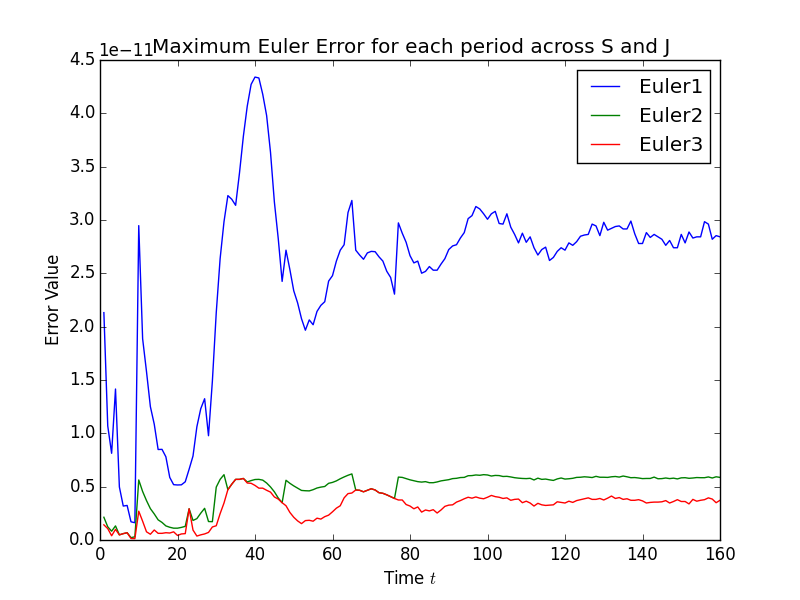 1e−11
Maximum Euler Error for each period across S and J
4.5
4.0
3.5
3.0
2.5
2.0
1.5
1.0
0.5
0.0
Error Value
Euler1
Euler2
Euler3
0 20 40 60 80 100 120 140 160
Time t